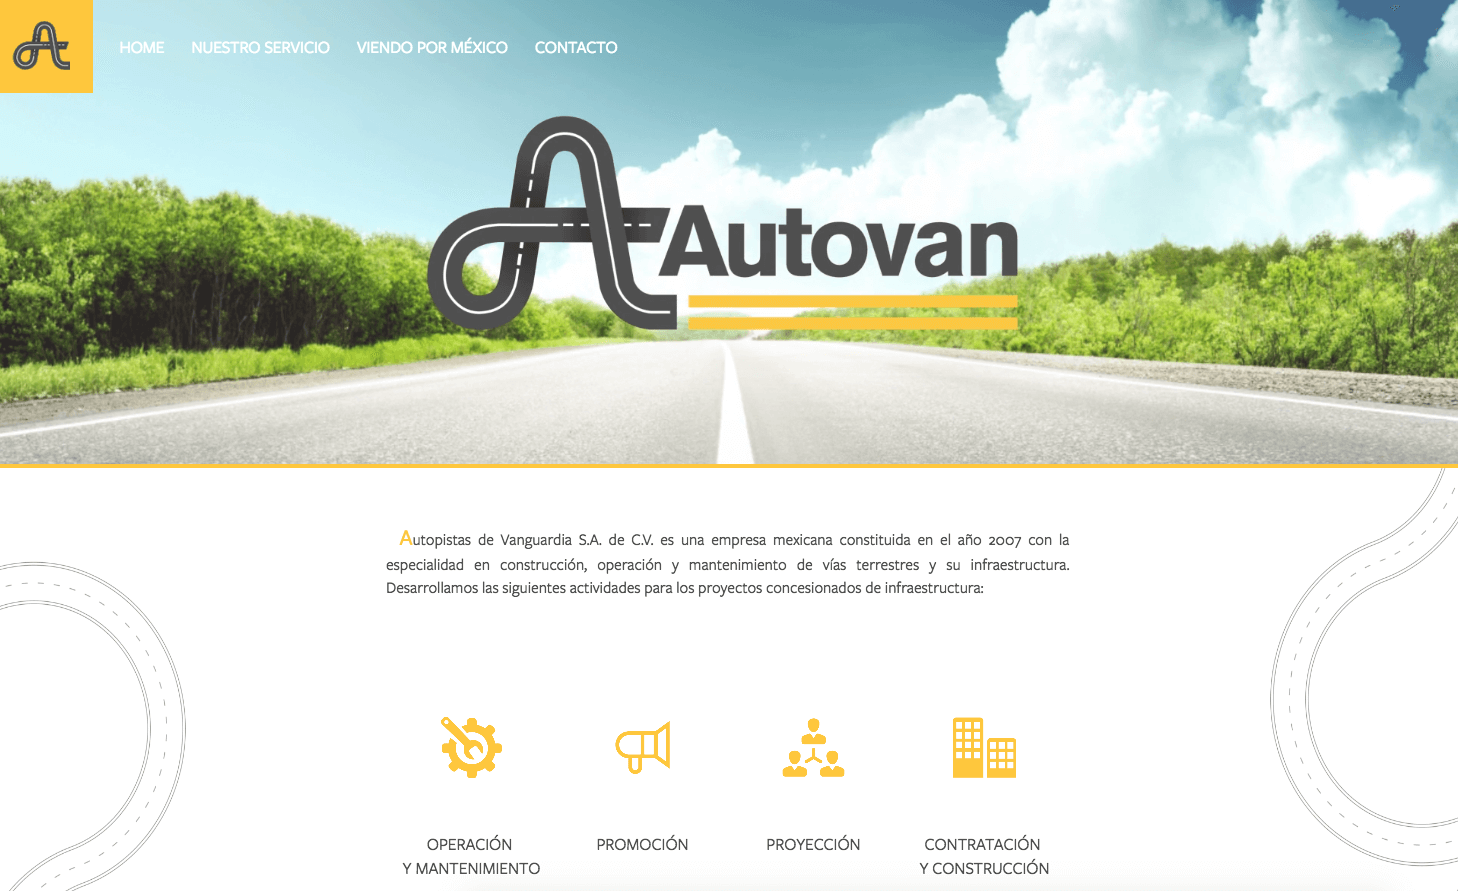 HOME NUESTRO SERVICIO VIENDO POR MÉXICO CONTACTO
Autovan
Autopistas de Vanguardia S.A. de C.V. es una empresa mexicana constituida en el año 2007 con la
especialidad en construcción, operación y mantenimiento de vías terrestres y su infraestructura.
Desarrollamos las siguientes actividades para los proyectos concesionados de infraestructura:
OPERACIÓN
Y MANTENIMIENTO
PROMOCIÓN
PROYECCIÓN
CONTRATACIÓN
Y CONSTRUCCIÓN